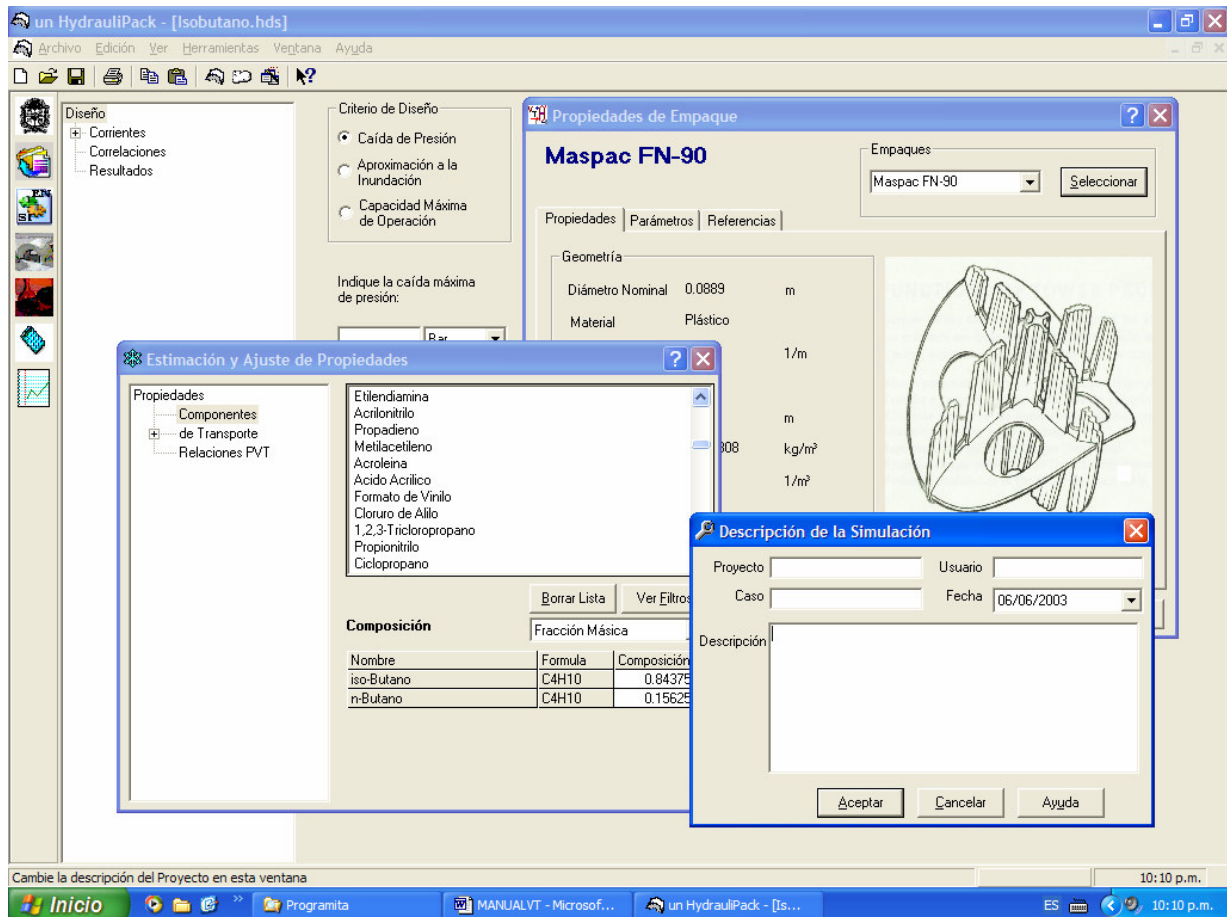 un HydrauliPack - [Isobutano.hds]
Archivo Edición Ver Herramientas Ventana Ayuda
Diseño
Corrientes
Correlaciones
Resultados
Criterio de Diseño
Caída de Presión
Aproximación a la
Inundación
Capacidad Máxima
de Operación
Indique la caída máxima
de presión:
Bar
Propiedades de Empaque
Maspac FN-90
Empaques
Maspac FN-90
Seleccionar
Propiedades Parámetros Referencias
Geometría
Diámetro Nominal 0.0889 m
Material Plástico
1/m
m
808 kg/m³
1/m³
Estimación y Ajuste de Propiedades
Propiedades
Componentes
de Transporte
Relaciones PVT
Etilendiamina
Acrilonitrilo
Propadieno
Metilacetileno
Acroleina
Acido Acrilico
Formato de Vinilo
Cloruro de Alilo
1,2,3-Tricloropropano
Propionitrilo
Ciclopropano
Borrar Lista Ver Filtros
Composición Fracción Másica
Nombre Formula Composición
iso-Butano C4H10 0.84375
n-Butano C4H10 0.15625
Descripción de la Simulación
Proyecto Usuario
Caso Fecha 06/06/2003
Descripción
Aceptar Cancelar Ayuda
Cambie la descripción del Proyecto en esta ventana 10:10 p.m.
Inicio Programita MANUALVT - Microsof... un HydrauliPack - [Is... ES 10:10 p.m.